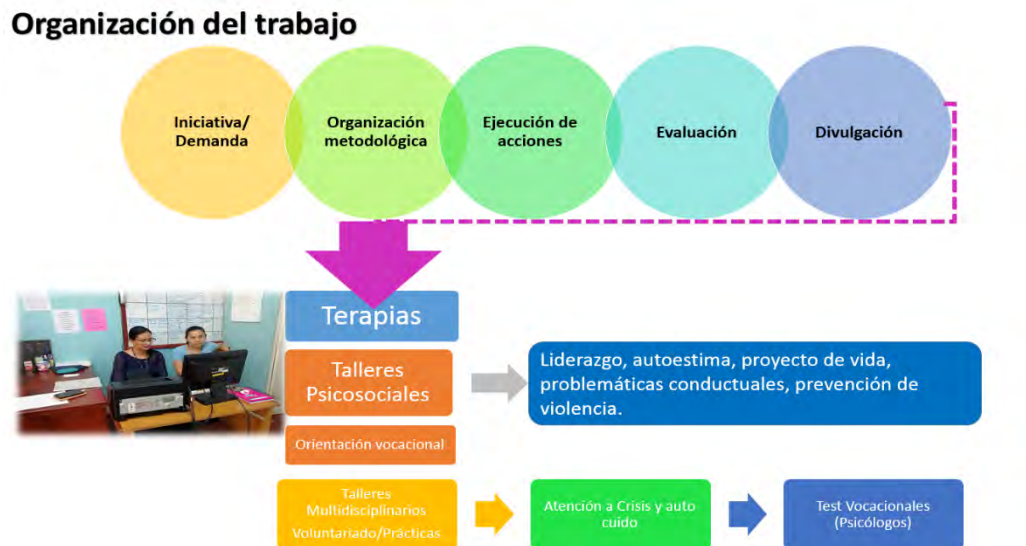 Organización del trabajo
Iniciativa/
Demanda
Organización
metodológica
Ejecución de
acciones
Evaluación
Divulgación
Terapias
Talleres
Psicosociales
Liderazgo, autoestima, proyecto de vida,
problemáticas conductuales, prevención de
violencia.
Orientación vocacional
Talleres
Multidisciplinarios
Voluntariado/Prácticas
Atención a Crisis y auto
cuido
Test Vocacionales
(Psicólogos)